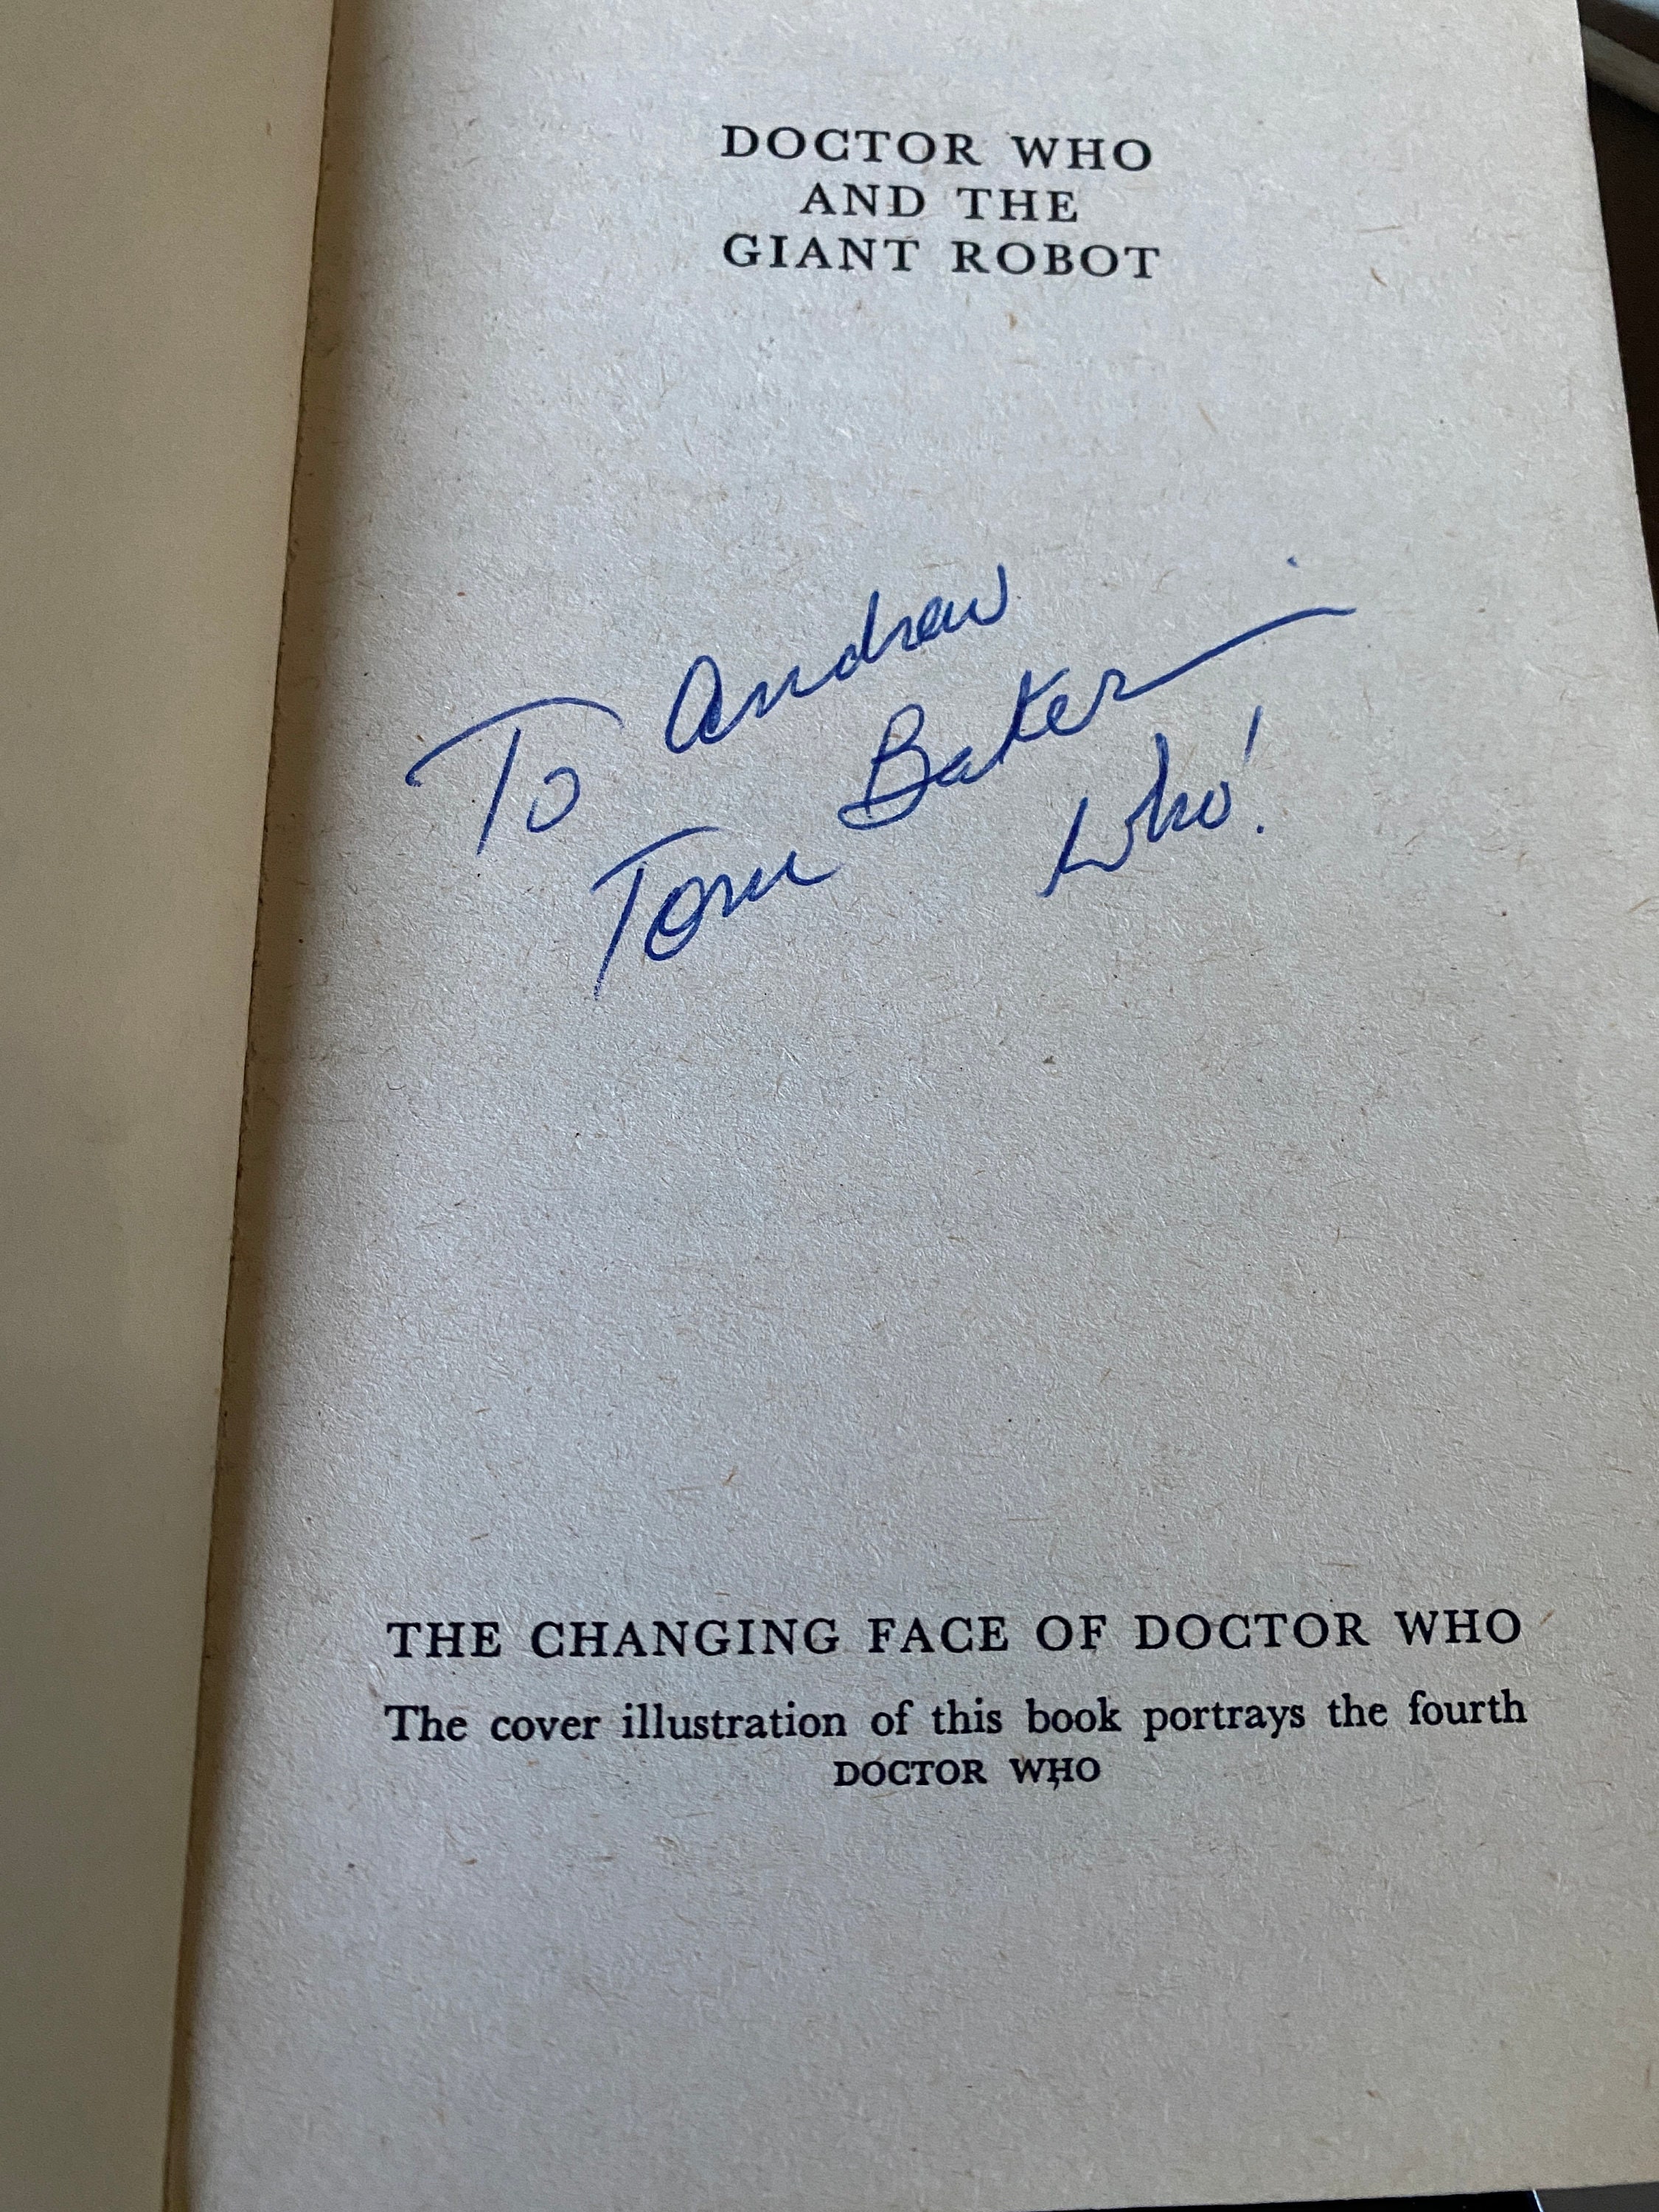 DOCTOR WHO
AND THE
GIANT ROBOT
To Andrew
Tom Baker
Who!
THE CHANGING FACE OF DOCTOR WHO
The cover illustration of this book portrays the fourth
DOCTOR WHO